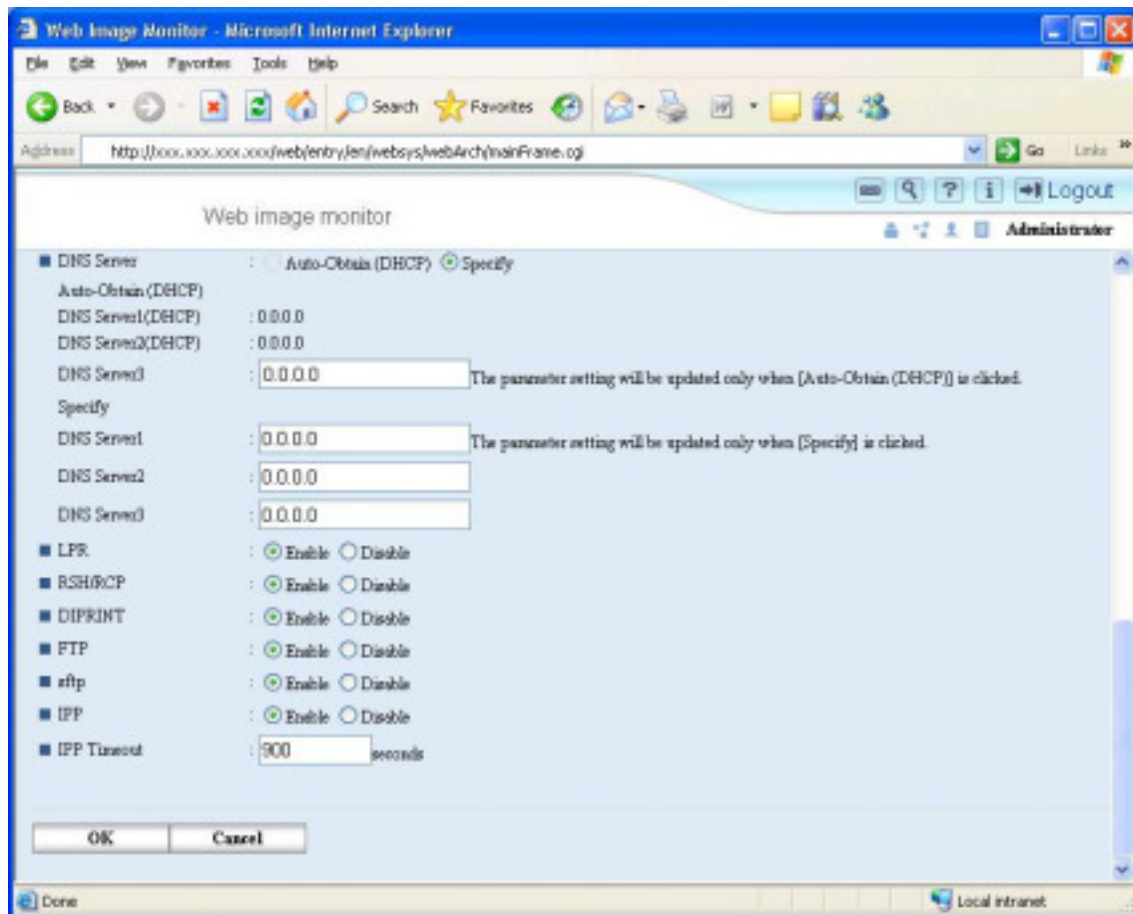 Web Image Monitor - Microsoft Internet Explorer
File Edit View Favorites Tools Help
Back Search Favorites
Address http://xxx.xxx.xxx.xxx/web/entry/en/websys/webArch/mainFrame.cgi Go Links »
? i Logout
Web image monitor
Administrator
DNS Server : Auto-Obtain (DHCP) Specify
Auto-Obtain (DHCP)
DNS Server1(DHCP) : 0.0.0.0
DNS Server2(DHCP) : 0.0.0.0
DNS Server3 : 0.0.0.0 The parameter setting will be updated only when [Auto-Obtain (DHCP)] is clicked.
Specify
DNS Server1 : 0.0.0.0 The parameter setting will be updated only when [Specify] is clicked.
DNS Server2 : 0.0.0.0
DNS Server3 : 0.0.0.0
LPR : Enable Disable
RSH/RCP : Enable Disable
DIPRINT : Enable Disable
FTP : Enable Disable
sftp : Enable Disable
IPP : Enable Disable
IPP Timeout : 900 seconds
OK Cancel
Done Local intranet